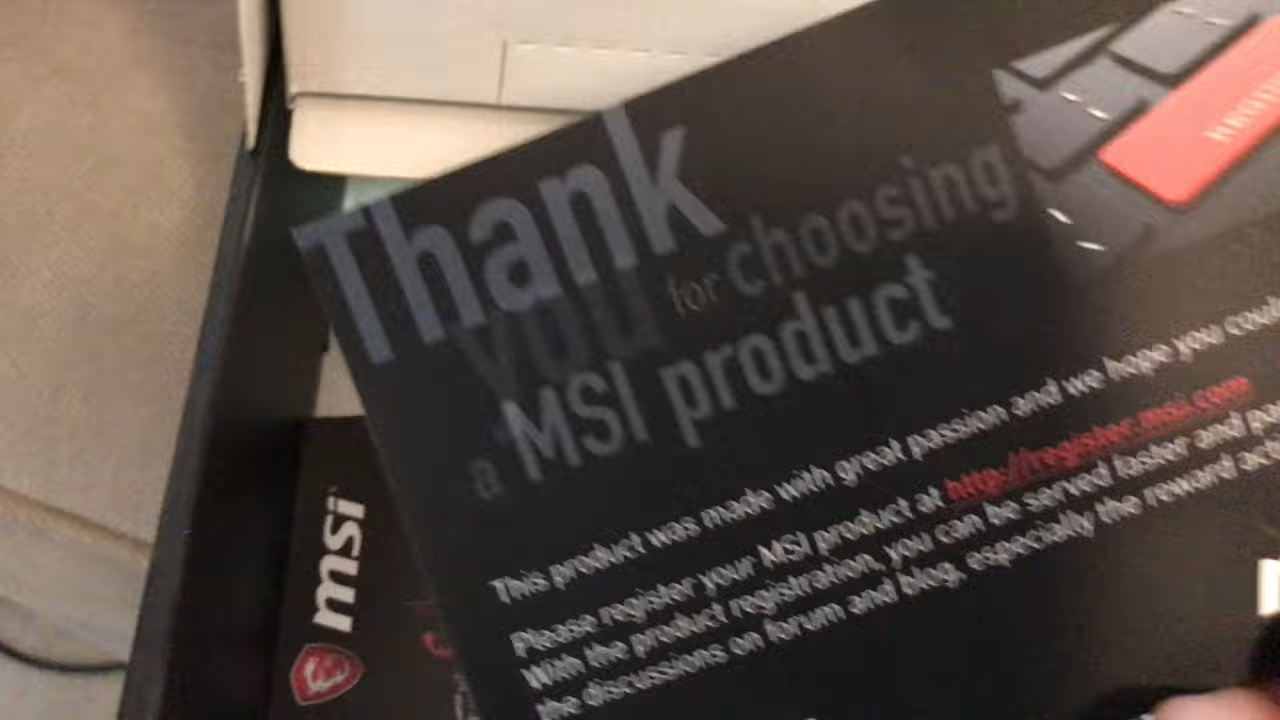 Thank
you for choosing
a MSI product
This product was made with great passion and we hope you coul
Please register your MSI product at http://register.msi.com
With the product registration, you can be served faster and
the discussions on forum and blog, especially the reward
msi